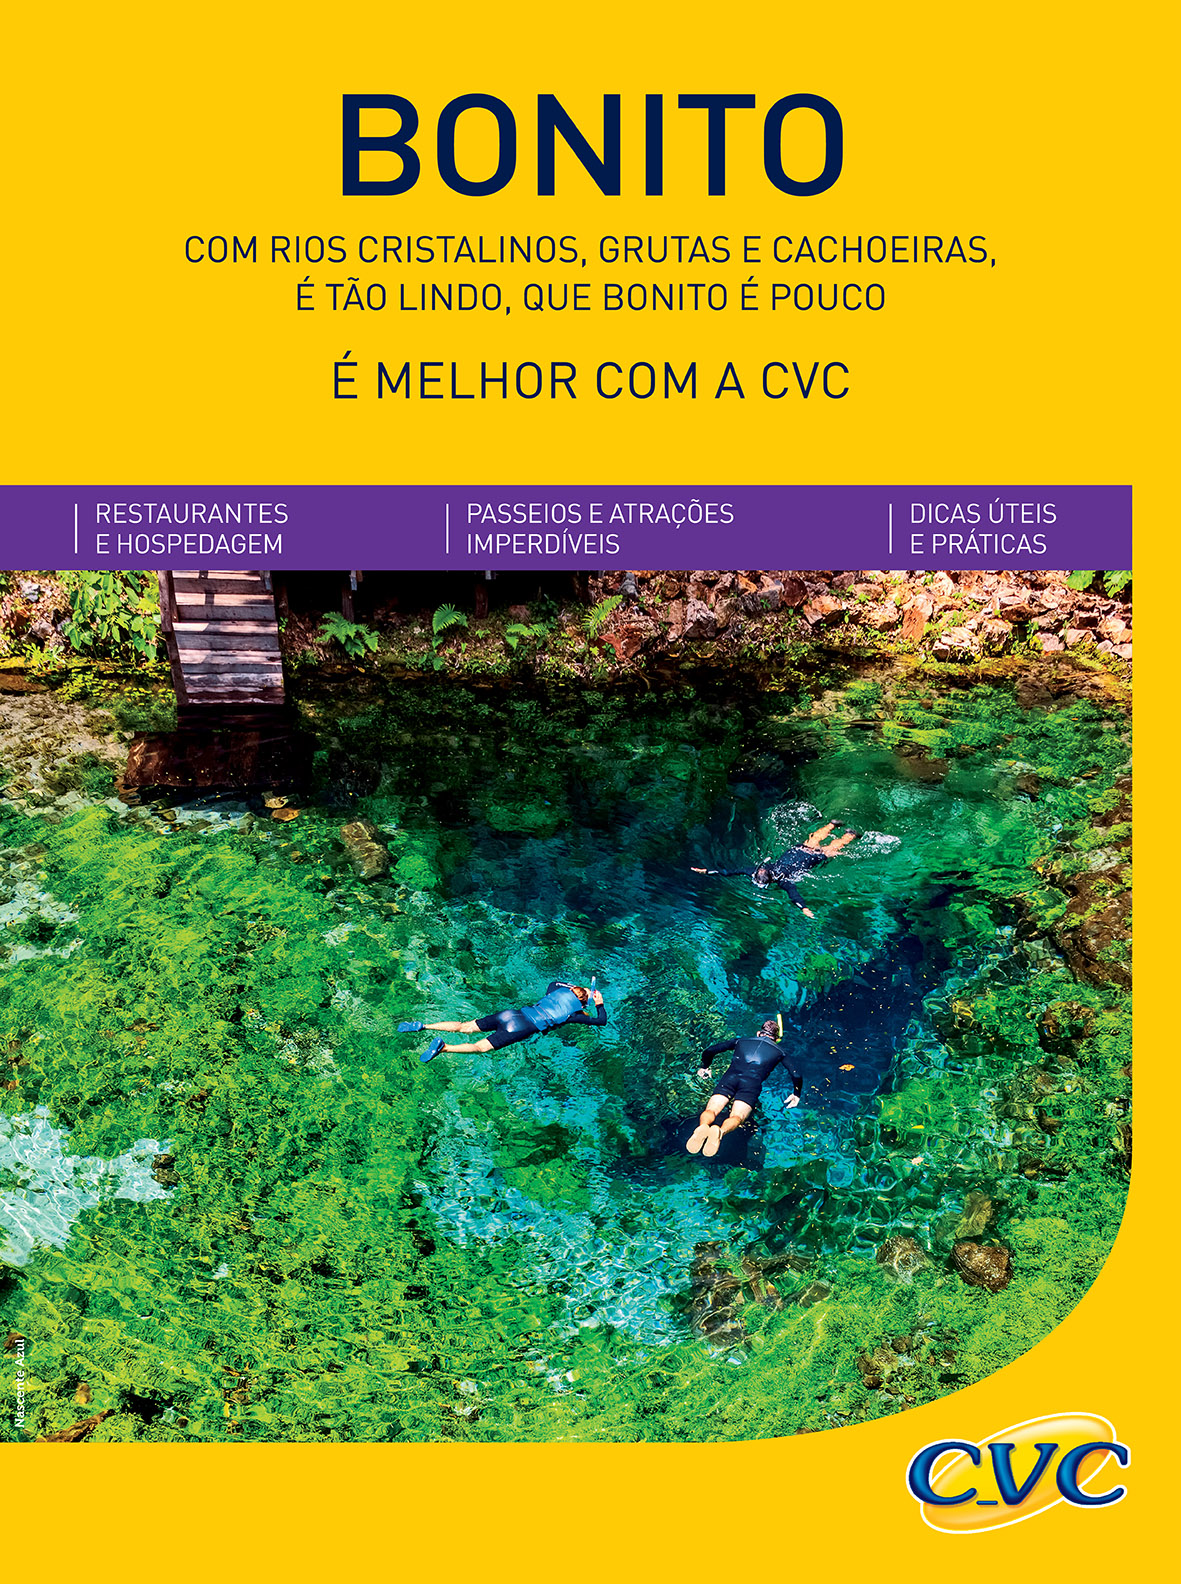 BONITO
COM RIOS CRISTALINOS, GRUTAS E CACHOEIRAS,
É TÃO LINDO, QUE BONITO É POUCO
É MELHOR COM A CVC
RESTAURANTES
E HOSPEDAGEM
PASSEIOS E ATRAÇÕES
IMPERDÍVEIS
DICAS ÚTEIS
E PRÁTICAS
Nascente Azul
CVC